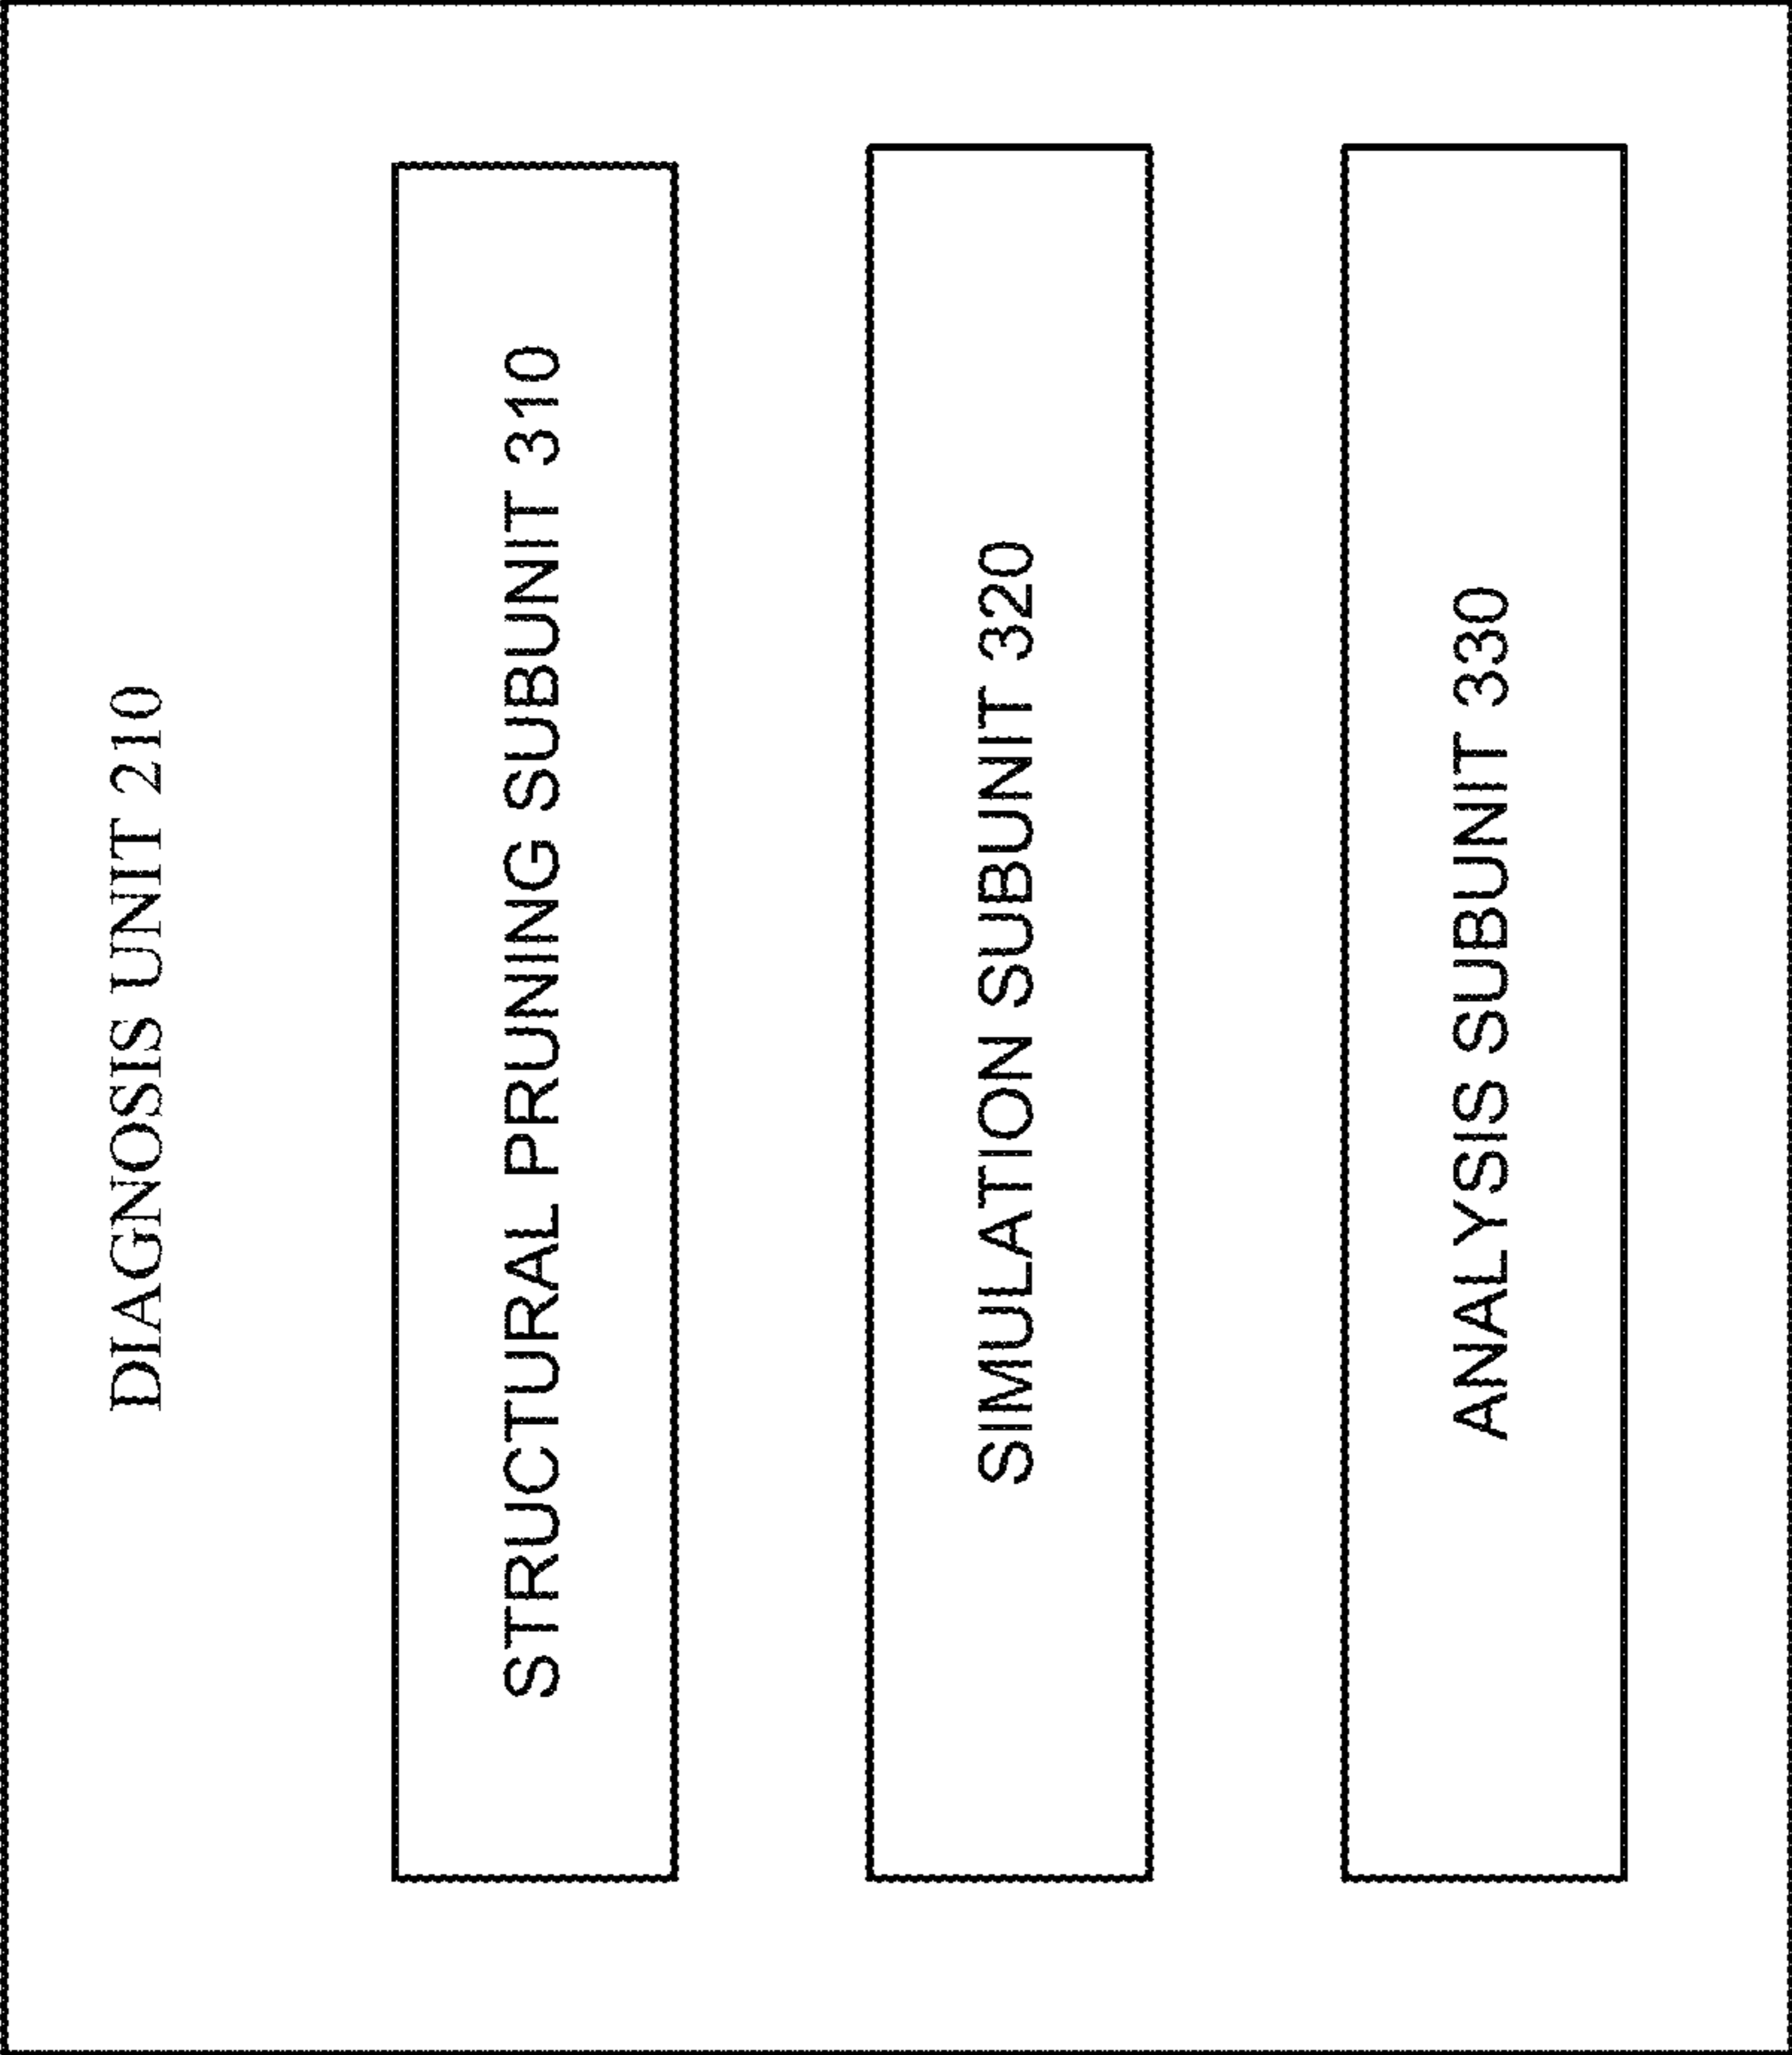 DIAGNOSIS UNIT 210
STRUCTURAL PRUNING SUBUNIT 310
SIMULATION SUBUNIT 320
ANALYSIS SUBUNIT 330